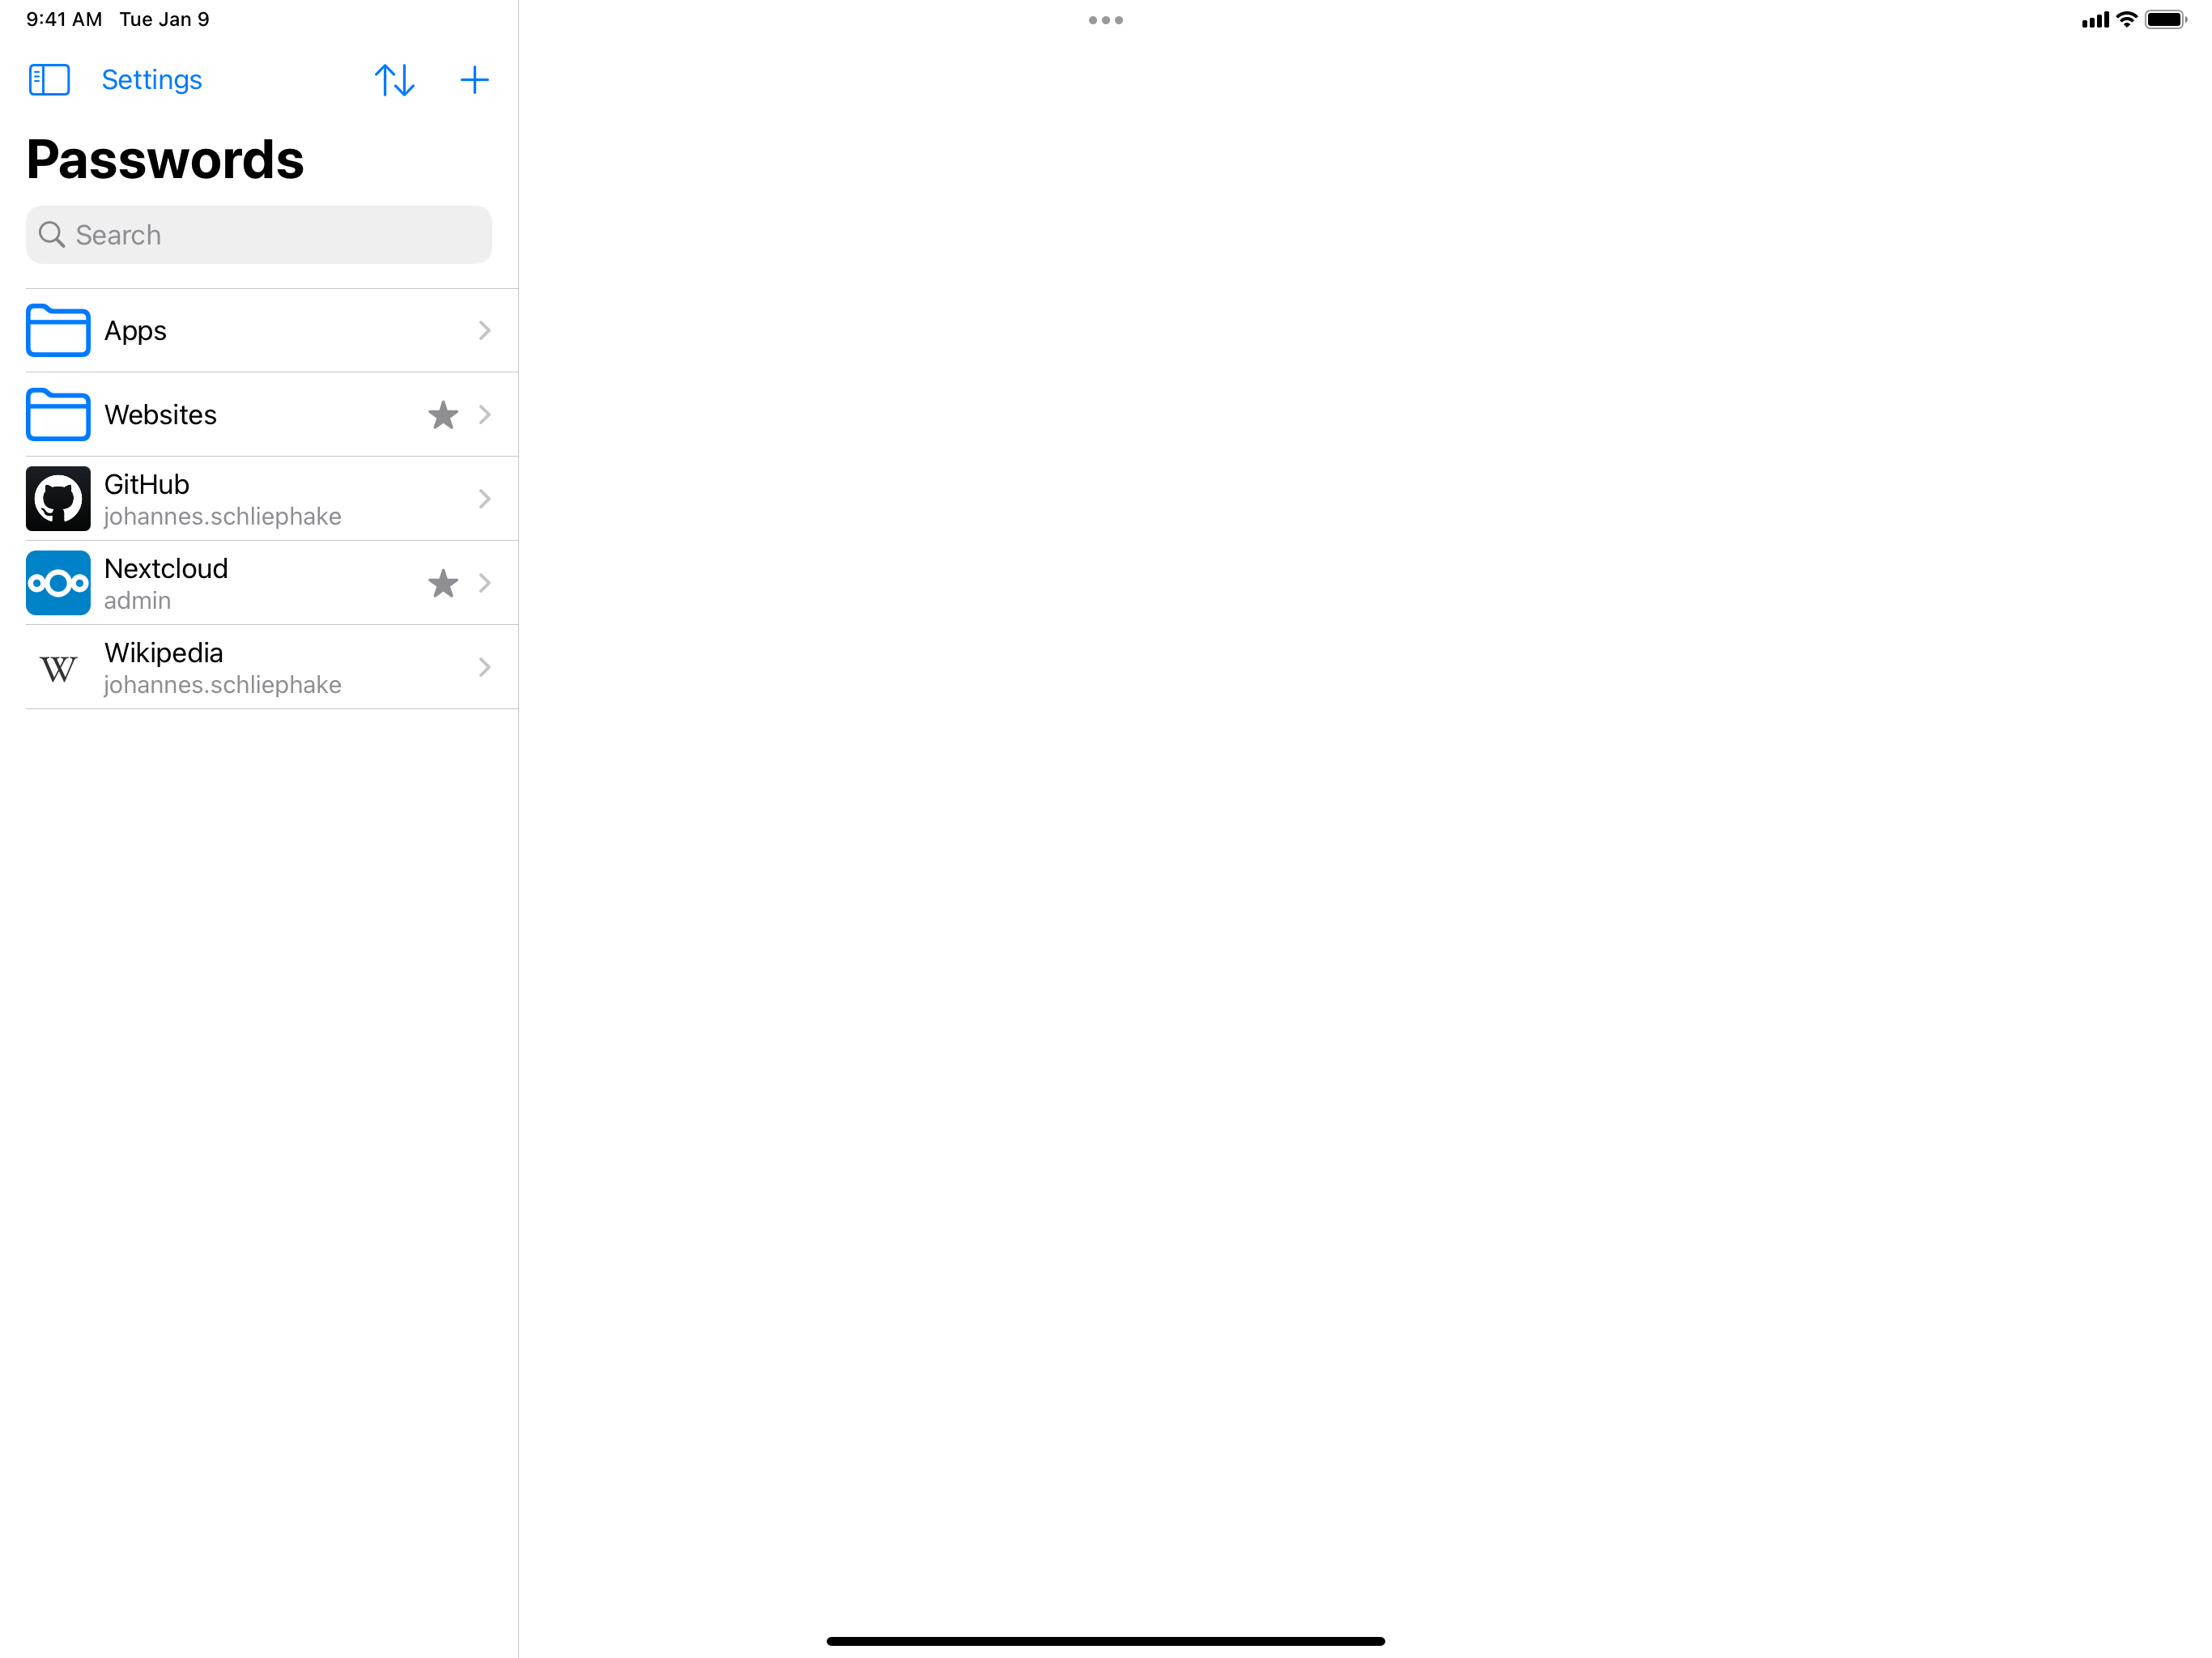 9:41 AM Tue Jan 9
Settings
Passwords
Search
Apps
Websites
GitHub
johannes.schliephake
Nextcloud
admin
W
Wikipedia
johannes.schliephake